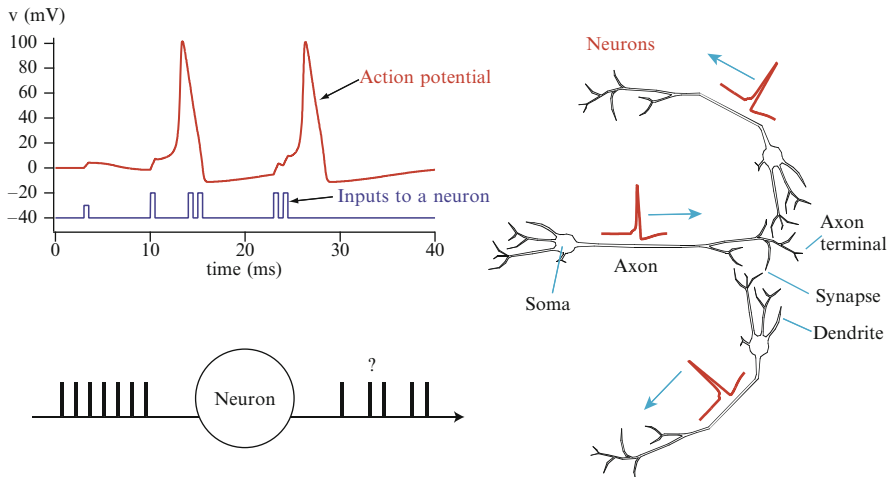 v (mV)
100
80
60
40
20
0
−20
−40
0
10
20
30
40
time (ms)
Action potential
Inputs to a neuron
Neurons
Axon
terminal
Axon
Soma
Synapse
Dendrite
?
Neuron